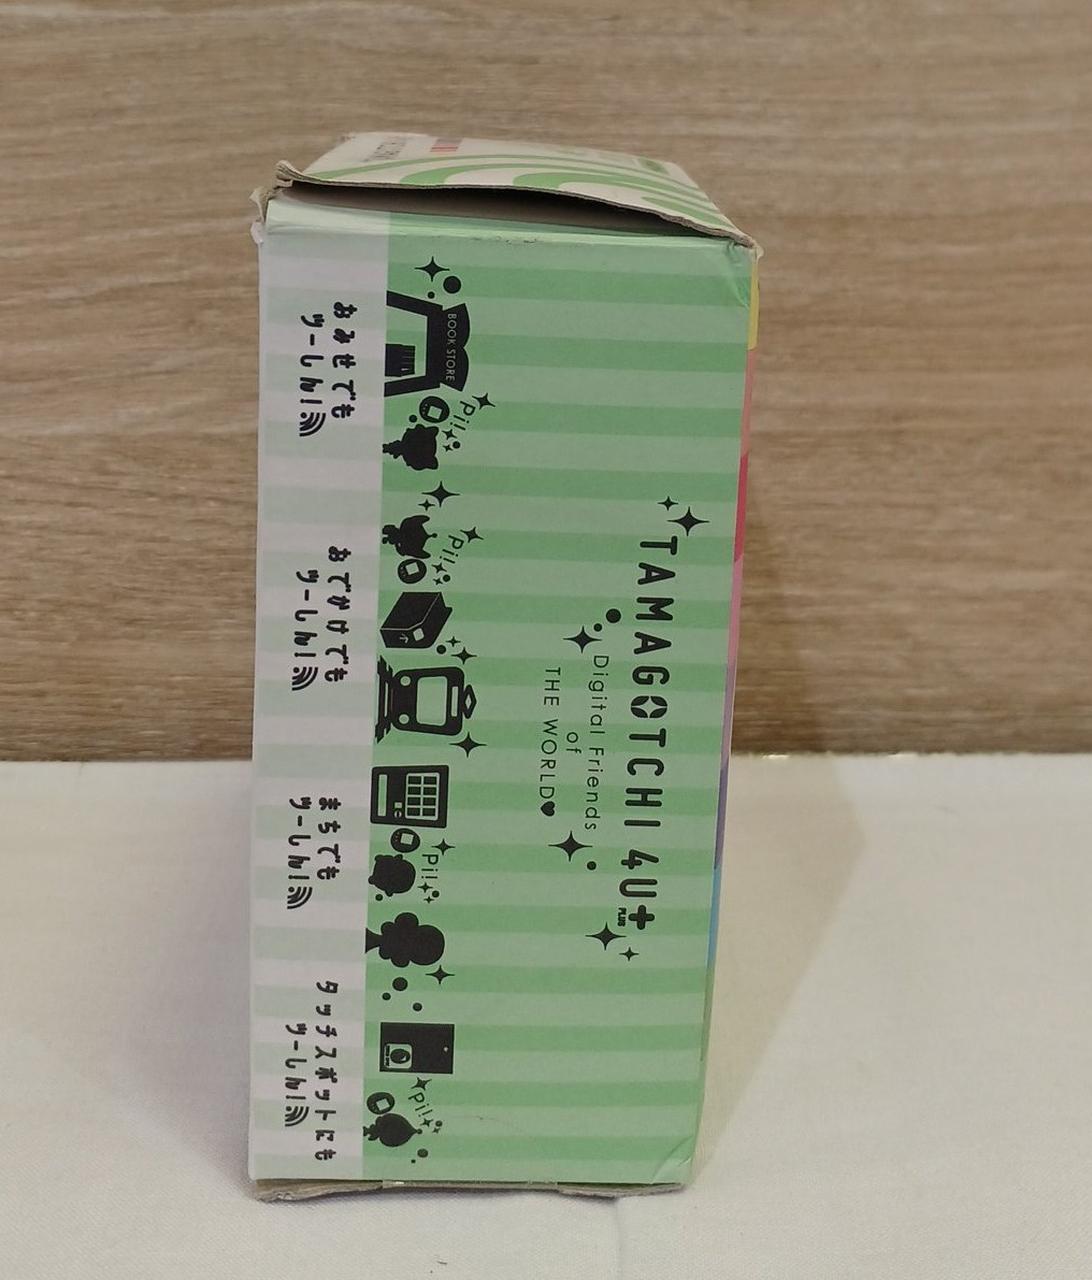 TAMAGOTCHI 4U+
PLUS
Digital Friends
of
THE WORLD♥
BOOK STORE
Pi!
Pi!
Pi!
Pi!
おみせでも
ツーしん!
おでかけでも
ツーしん!
まちでも
ツーしん!
タッチスポットにも
ツーしん!